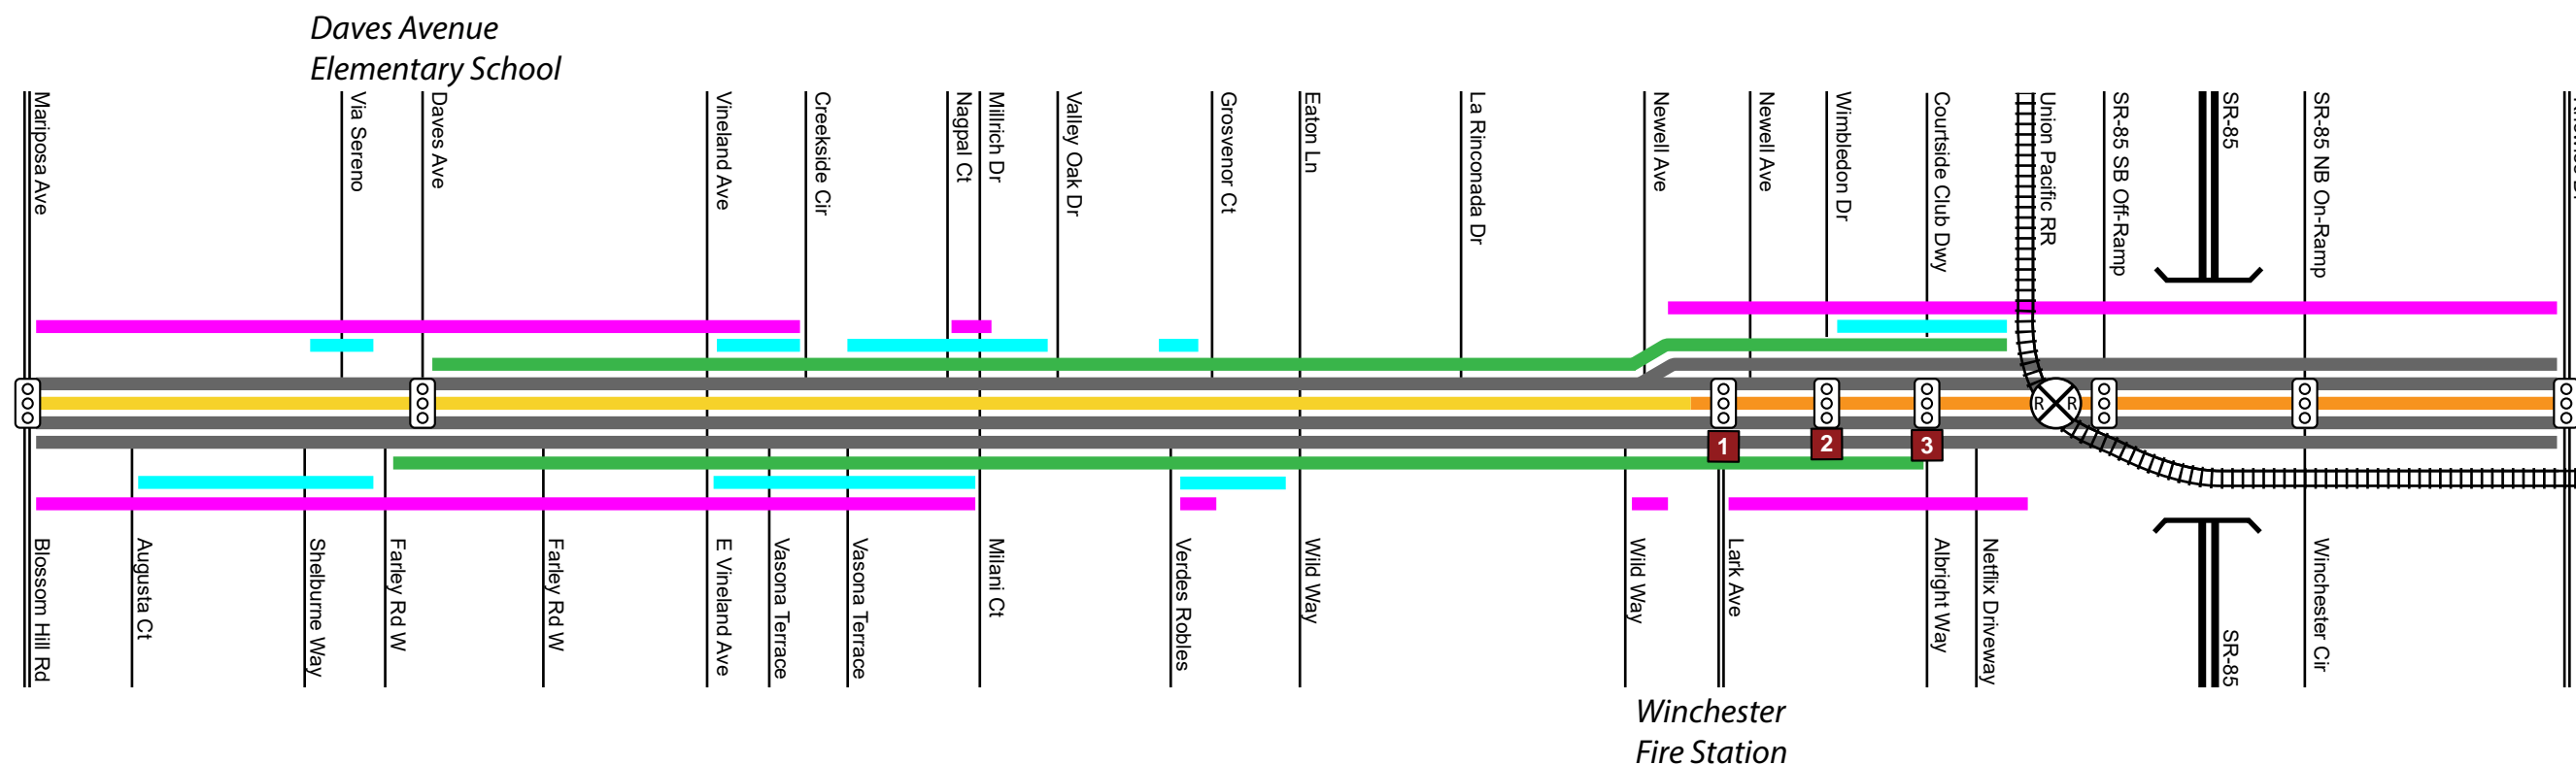 Daves Avenue
Elementary School
Mariposa Ave
Via Sereno
Daves Ave
Vineland Ave
Creekside Cir
Nagpal Ct
Millrich Dr
Valley Oak Dr
Grosvenor Ct
Eaton Ln
La Rinconada Dr
Newell Ave
Newell Ave
Wimbledon Dr
Courtside Club Dwy
Union Pacific RR
SR-85 SB Off-Ramp
SR-85
SR-85 NB On-Ramp
R R
1
2
3
Blossom Hill Rd
Augusta Ct
Shelburne Way
Farley Rd W
Farley Rd W
E Vineland Ave
Vasona Terrace
Vasona Terrace
Milani Ct
Verdes Robles
Wild Way
Wild Way
Lark Ave
Albright Way
Netflix Driveway
SR-85
Winchester Cir
Winchester
Fire Station